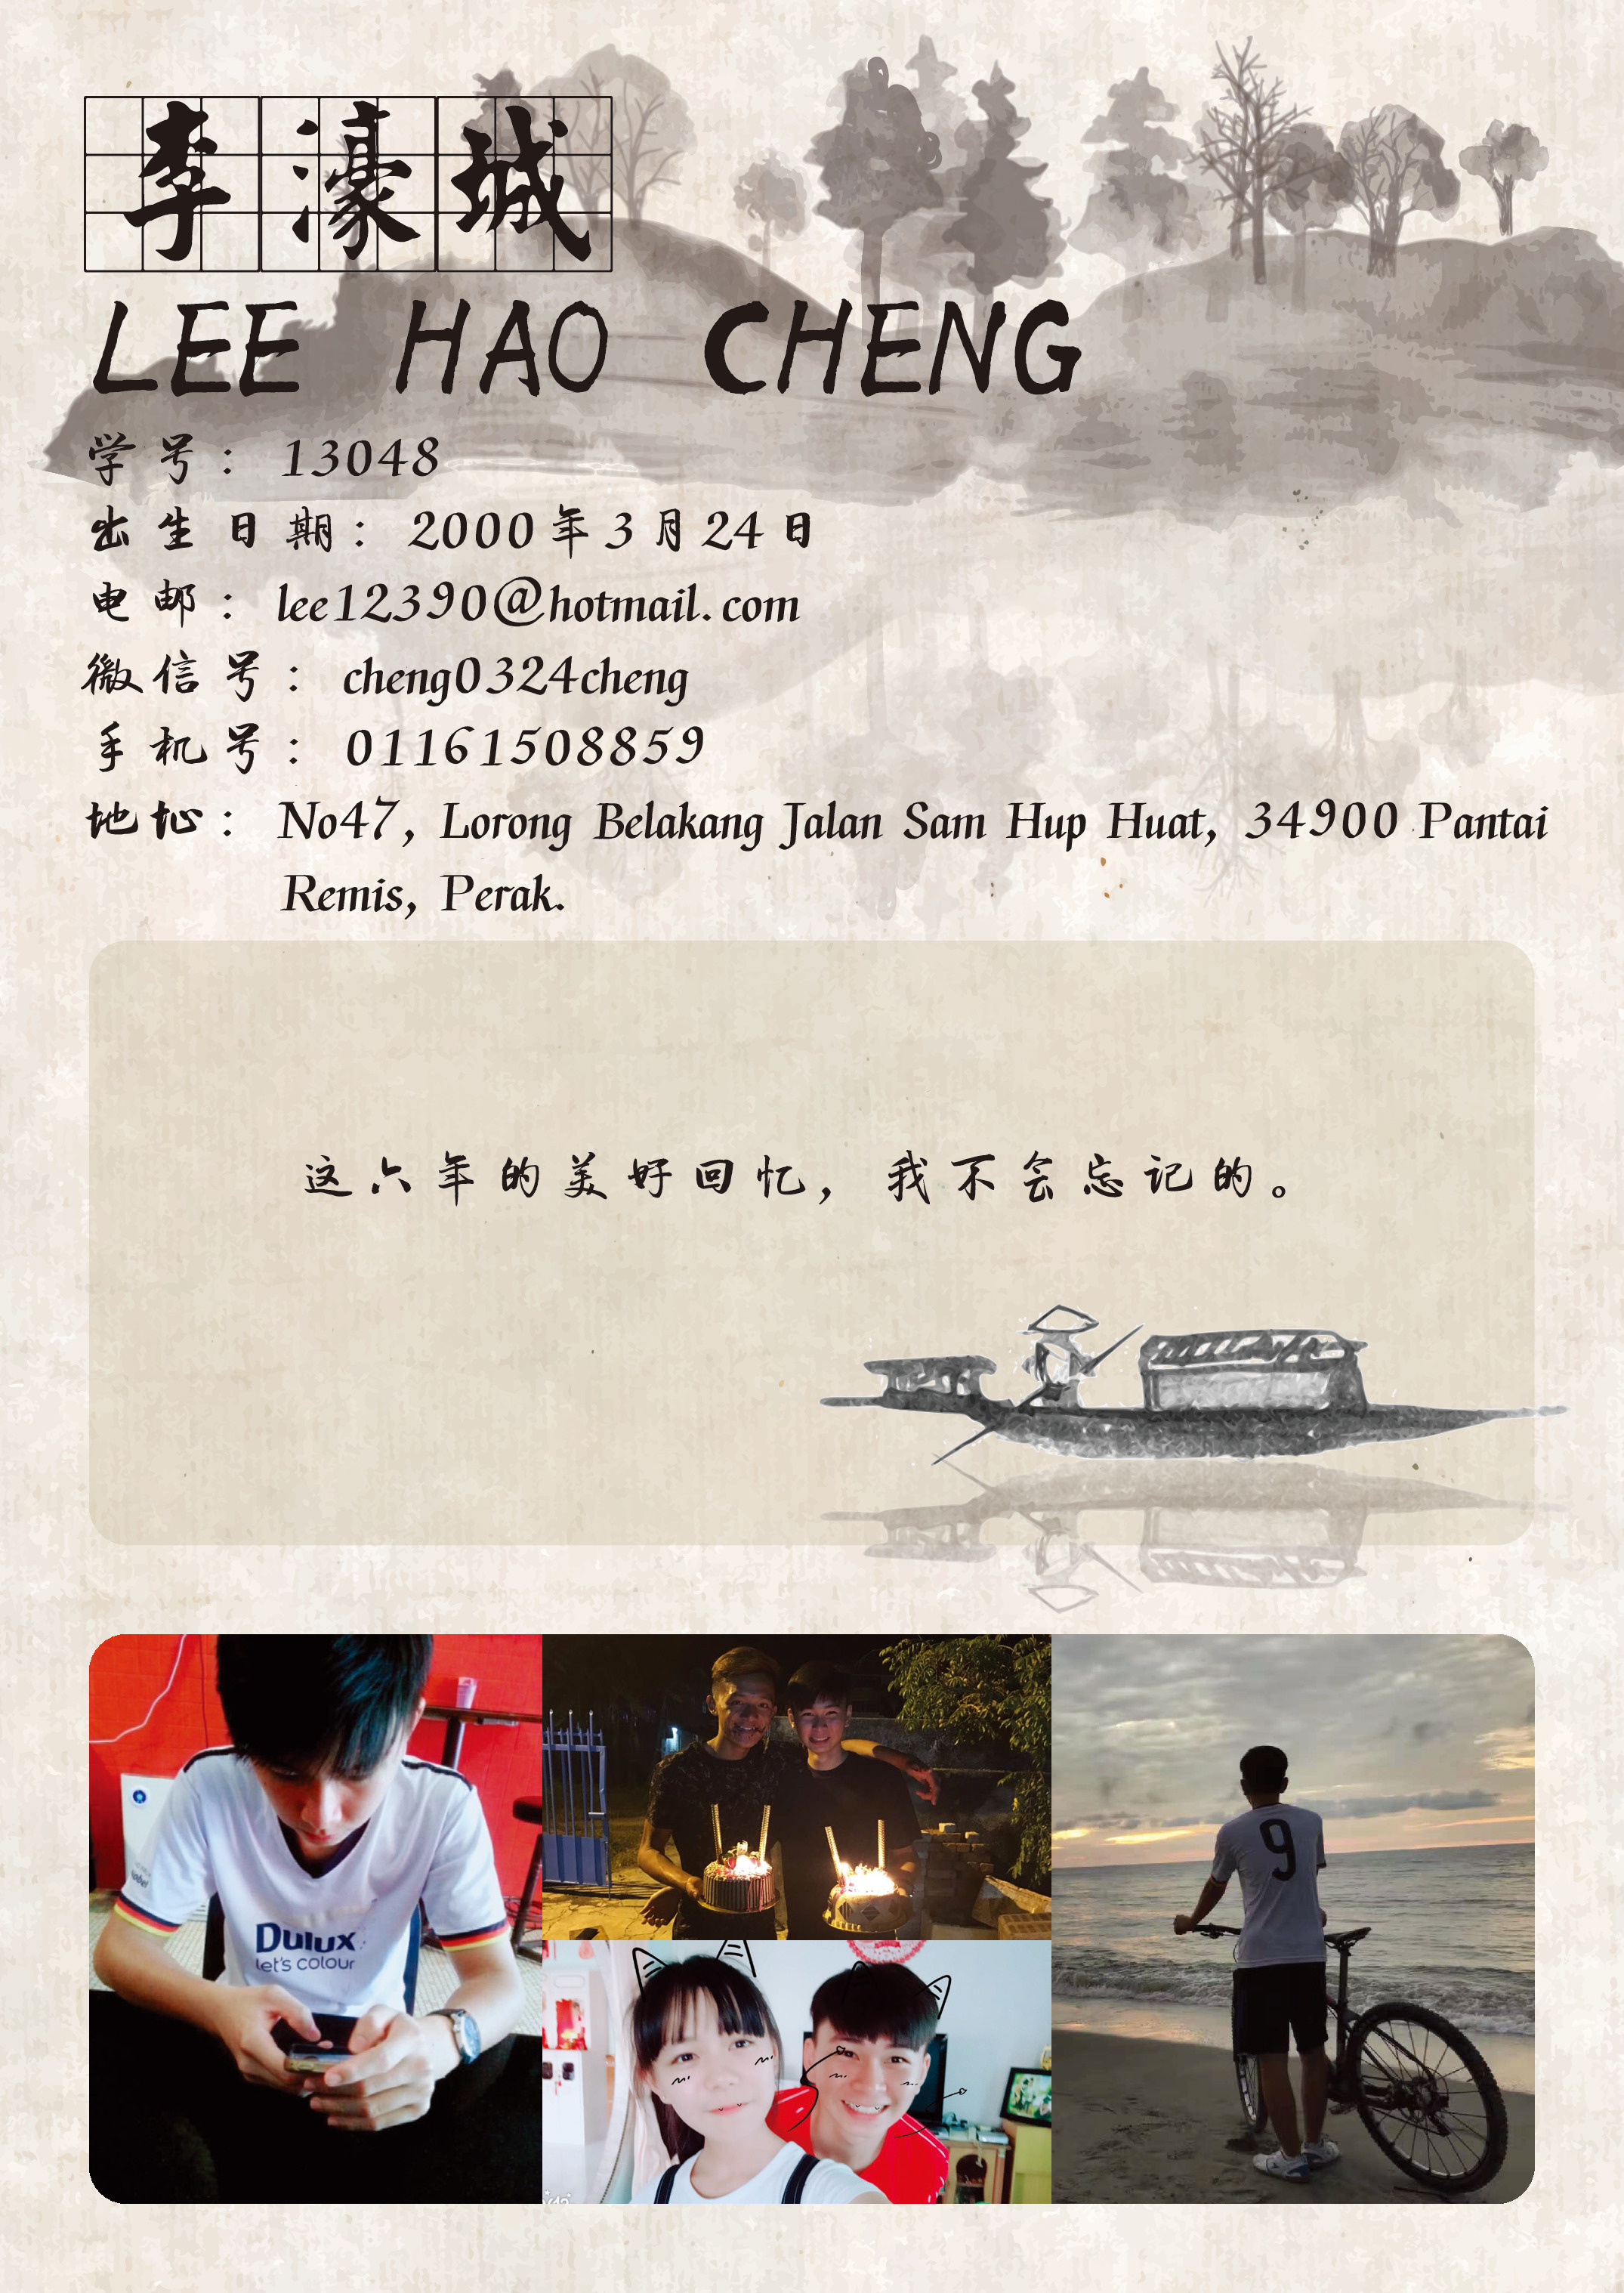 李濠城
LEE HAO CHENG
学号： 13048
出生日期： 2000年3月24日
电邮： lee12390@hotmail.com
微信号： cheng0324cheng
手机号： 01161508859
地址： No47, Lorong Belakang Jalan Sam Hup Huat, 34900 Pantai
Remis, Perak.
这六年的美好回忆，我不会忘记的。
Dulux
let's colour
9